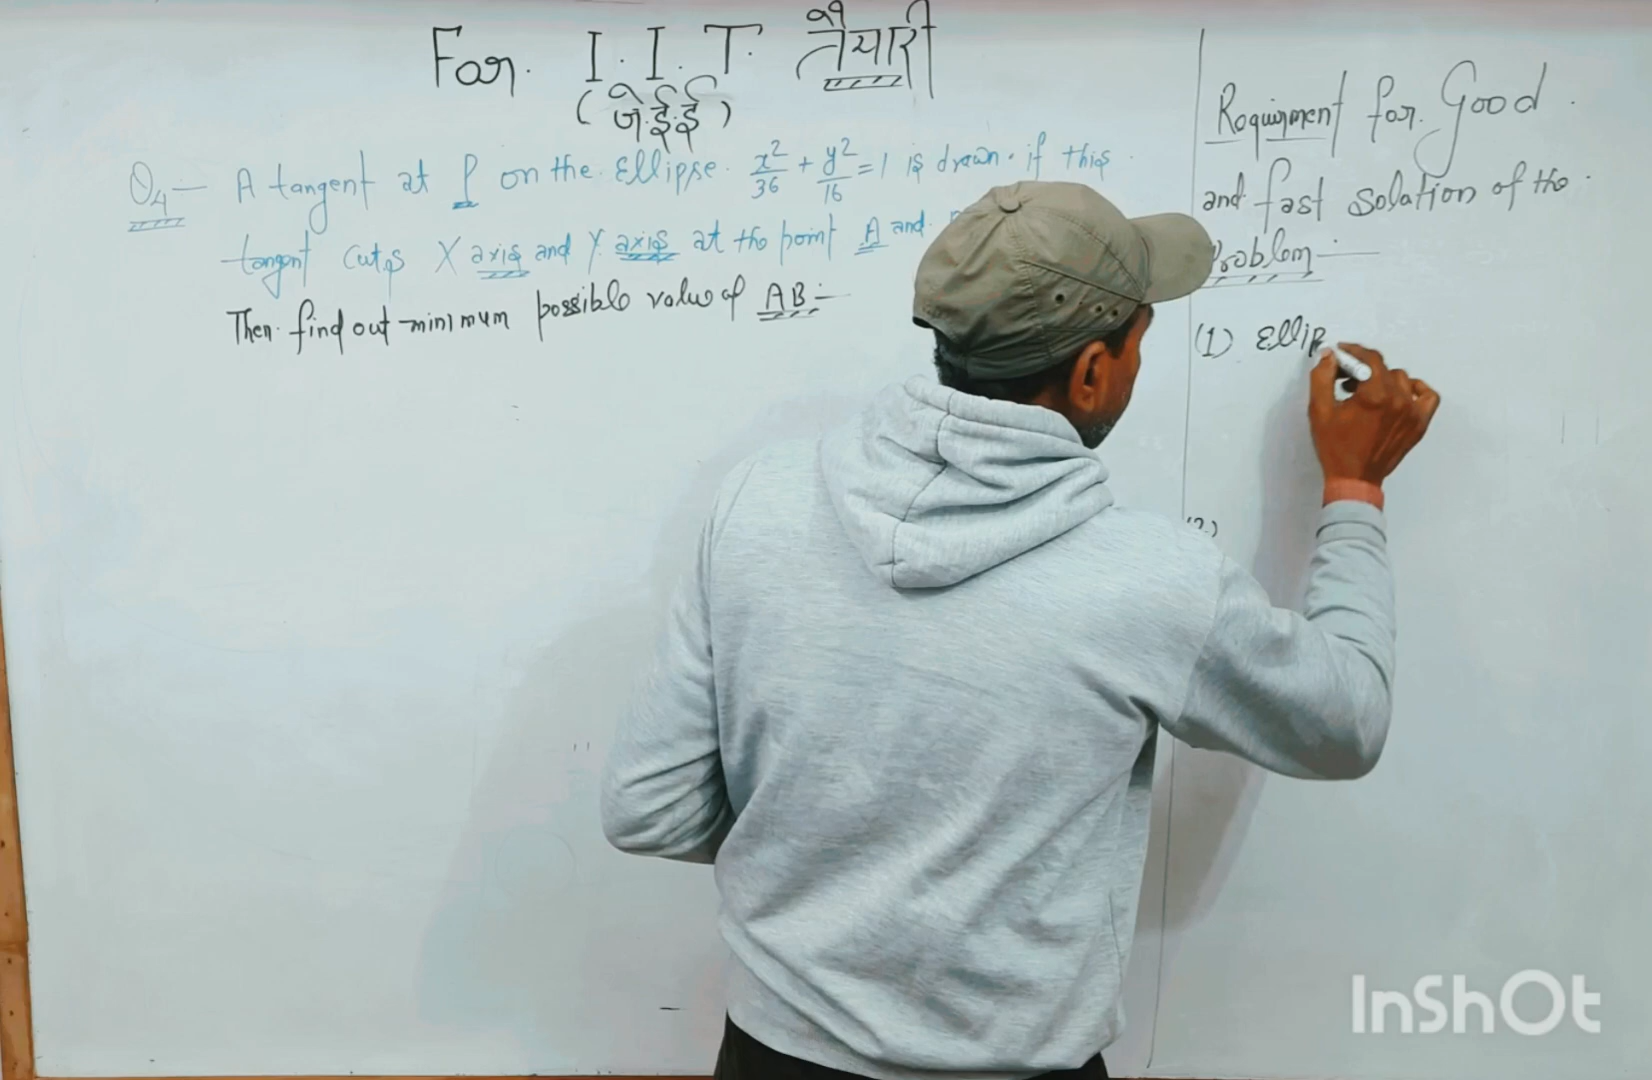 For. I. I. T. तैयारी
(जे.ई.ई)
Q4- A tangent at P on the Ellipse. x²/36 + y²/16 = 1 is drawn. if this
tangent cuts X axis and Y. axis at the point A and
Then. find out minimum possible value of AB:-
Requirment for. Good
and fast Solation of the.
Problem-
(1) Ellip
(2)
InShOt